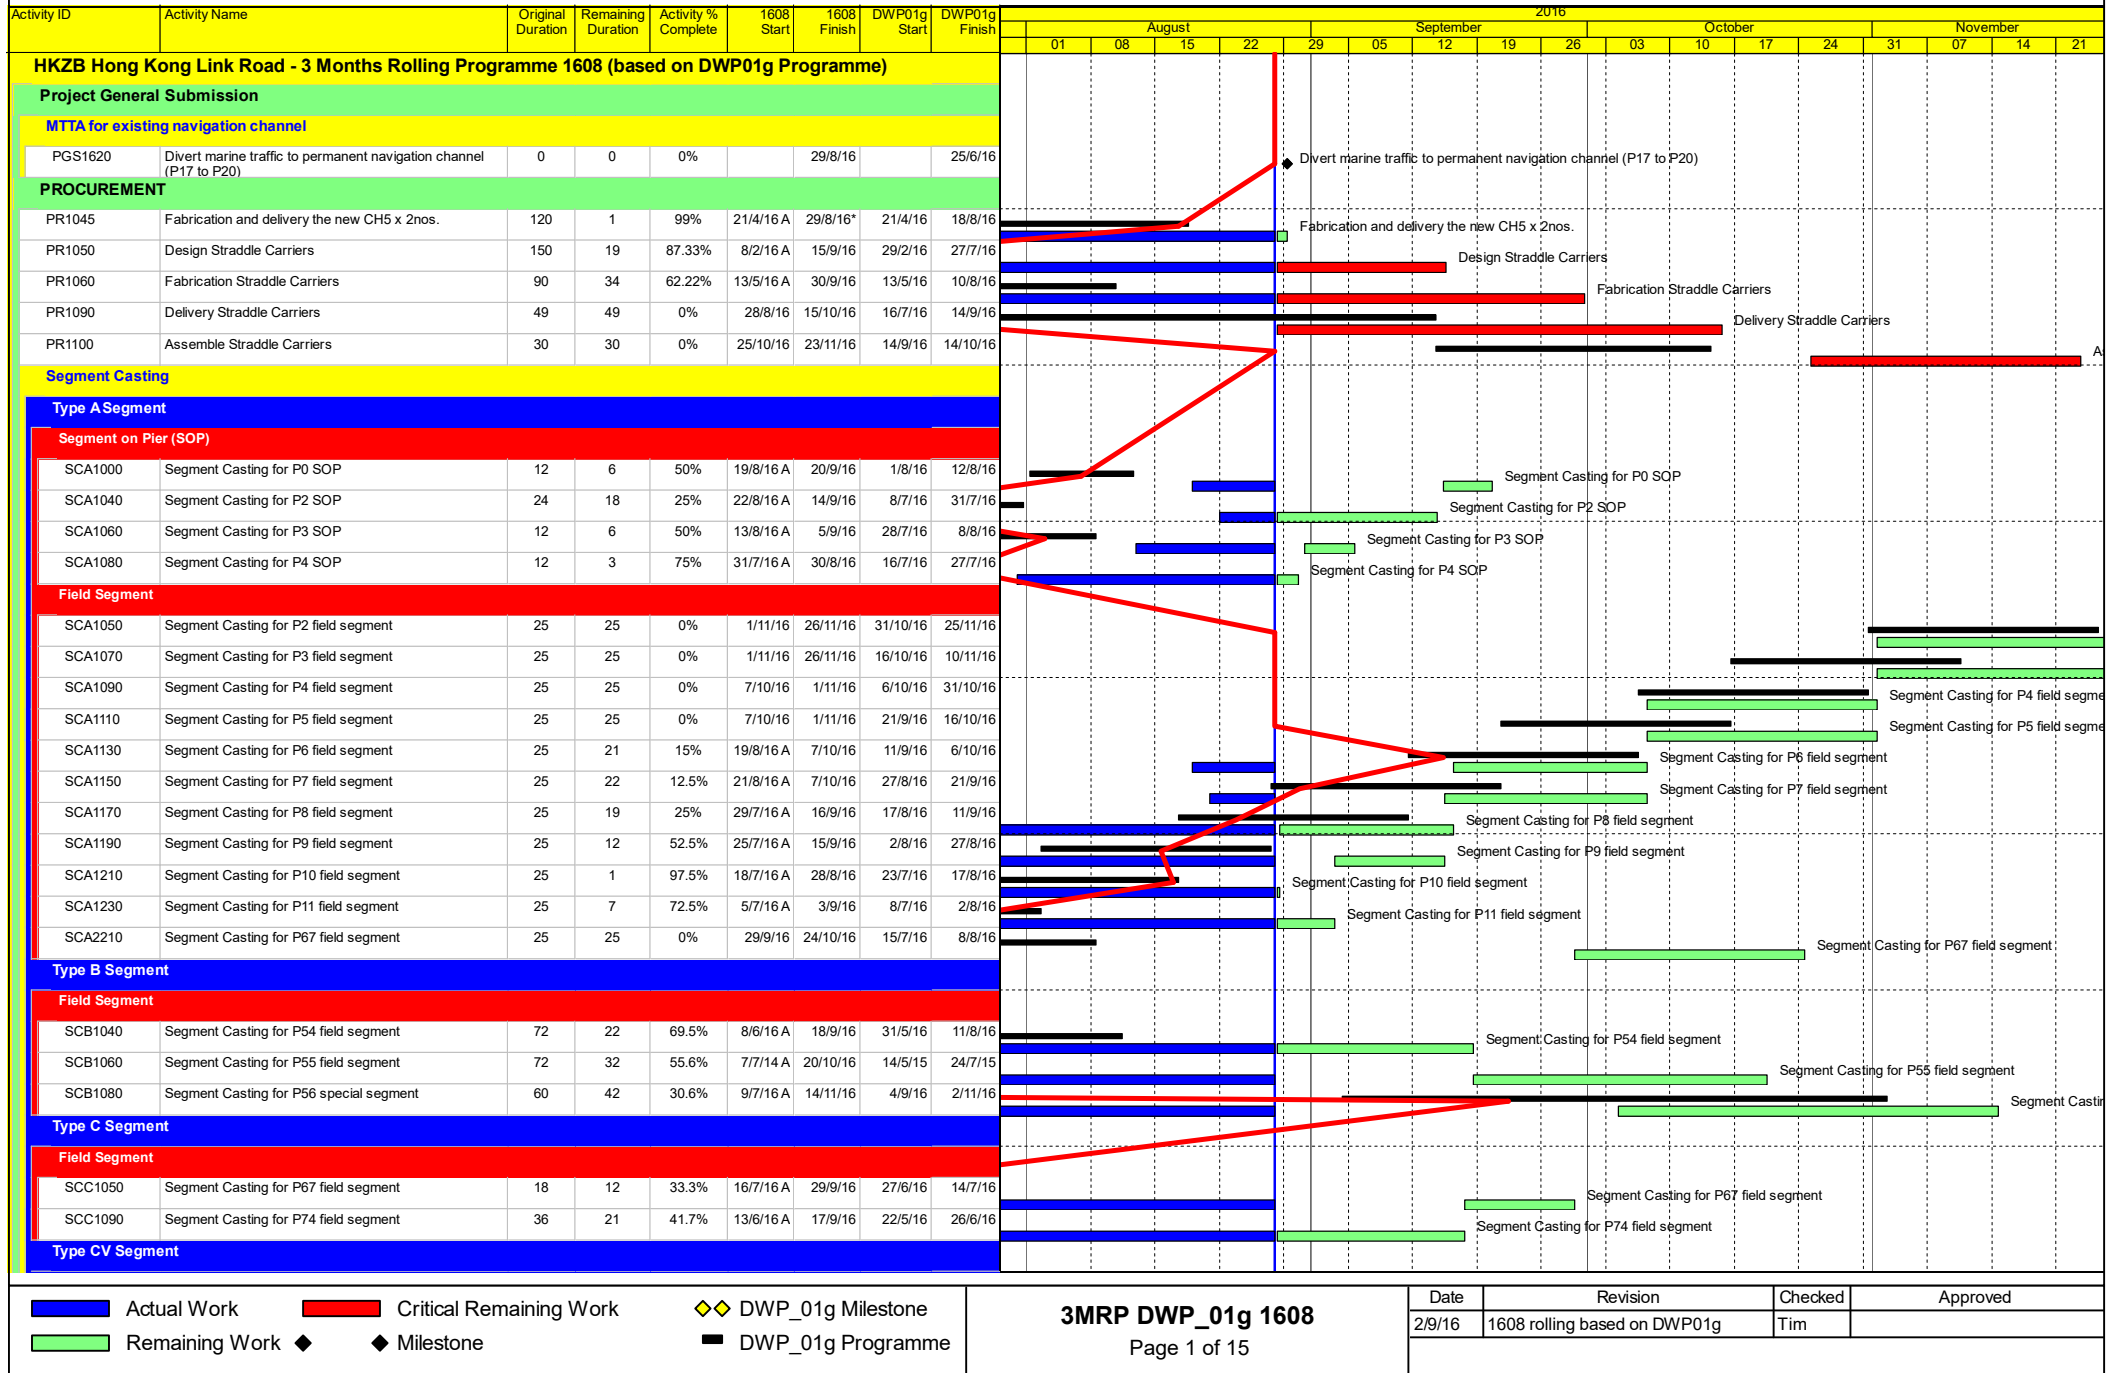 2016
Activity ID Activity Name Original Duration Remaining Duration Activity % Complete 1608 Start 1608 Finish DWP01g Start DWP01g Finish August September October November
01 08 15 22 29 05 12 19 26 03 10 17 24 31 07 14 21
HKZB Hong Kong Link Road - 3 Months Rolling Programme 1608 (based on DWP01g Programme)
Project General Submission
MTTA for existing navigation channel
PGS1620 Divert marine traffic to permanent navigation channel (P17 to P20) 0 0 0% 29/8/16 25/6/16 Divert marine traffic to permanent navigation channel (P17 to P20)
PROCUREMENT
PR1045 Fabrication and delivery the new CH5 x 2nos. 120 1 99% 21/4/16 A 29/8/16* 21/4/16 18/8/16 Fabrication and delivery the new CH5 x 2nos.
PR1050 Design Straddle Carriers 150 19 87.33% 8/2/16 A 15/9/16 29/2/16 27/7/16 Design Straddle Carriers
PR1060 Fabrication Straddle Carriers 90 34 62.22% 13/5/16 A 30/9/16 13/5/16 10/8/16 Fabrication Straddle Carriers
PR1090 Delivery Straddle Carriers 49 49 0% 28/8/16 15/10/16 16/7/16 14/9/16 Delivery Straddle Carriers
PR1100 Assemble Straddle Carriers 30 30 0% 25/10/16 23/11/16 14/9/16 14/10/16 A
Segment Casting
Type A Segment
Segment on Pier (SOP)
SCA1000 Segment Casting for P0 SOP 12 6 50% 19/8/16 A 20/9/16 1/8/16 12/8/16 Segment Casting for P0 SOP
SCA1040 Segment Casting for P2 SOP 24 18 25% 22/8/16 A 14/9/16 8/7/16 31/7/16 Segment Casting for P2 SOP
SCA1060 Segment Casting for P3 SOP 12 6 50% 13/8/16 A 5/9/16 28/7/16 8/8/16 Segment Casting for P3 SOP
SCA1080 Segment Casting for P4 SOP 12 3 75% 31/7/16 A 30/8/16 16/7/16 27/7/16 Segment Casting for P4 SOP
Field Segment
SCA1050 Segment Casting for P2 field segment 25 25 0% 1/11/16 26/11/16 31/10/16 25/11/16
SCA1070 Segment Casting for P3 field segment 25 25 0% 1/11/16 26/11/16 16/10/16 10/11/16
SCA1090 Segment Casting for P4 field segment 25 25 0% 7/10/16 1/11/16 6/10/16 31/10/16 Segment Casting for P4 field segme
SCA1110 Segment Casting for P5 field segment 25 25 0% 7/10/16 1/11/16 21/9/16 16/10/16 Segment Casting for P5 field segme
SCA1130 Segment Casting for P6 field segment 25 21 15% 19/8/16 A 7/10/16 11/9/16 6/10/16 Segment Casting for P6 field segment
SCA1150 Segment Casting for P7 field segment 25 22 12.5% 21/8/16 A 7/10/16 27/8/16 21/9/16 Segment Casting for P7 field segment
SCA1170 Segment Casting for P8 field segment 25 19 25% 29/7/16 A 16/9/16 17/8/16 11/9/16 Segment Casting for P8 field segment
SCA1190 Segment Casting for P9 field segment 25 12 52.5% 25/7/16 A 15/9/16 2/8/16 27/8/16 Segment Casting for P9 field segment
SCA1210 Segment Casting for P10 field segment 25 1 97.5% 18/7/16 A 28/8/16 23/7/16 17/8/16 Segment Casting for P10 field segment
SCA1230 Segment Casting for P11 field segment 25 7 72.5% 5/7/16 A 3/9/16 8/7/16 2/8/16 Segment Casting for P11 field segment
SCA2210 Segment Casting for P67 field segment 25 25 0% 29/9/16 24/10/16 15/7/16 8/8/16 Segment Casting for P67 field segment
Type B Segment
Field Segment
SCB1040 Segment Casting for P54 field segment 72 22 69.5% 8/6/16 A 18/9/16 31/5/16 11/8/16 Segment Casting for P54 field segment
SCB1060 Segment Casting for P55 field segment 72 32 55.6% 7/7/14 A 20/10/16 14/5/15 24/7/15 Segment Casting for P55 field segment
SCB1080 Segment Casting for P56 special segment 60 42 30.6% 9/7/16 A 14/11/16 4/9/16 2/11/16 Segment Castin
Type C Segment
Field Segment
SCC1050 Segment Casting for P67 field segment 18 12 33.3% 16/7/16 A 29/9/16 27/6/16 14/7/16 Segment Casting for P67 field segment
SCC1090 Segment Casting for P74 field segment 36 21 41.7% 13/6/16 A 17/9/16 22/5/16 26/6/16 Segment Casting for P74 field segment
Type CV Segment
Actual Work Critical Remaining Work DWP_01g Milestone
Remaining Work Milestone DWP_01g Programme
3MRP DWP_01g 1608
Page 1 of 15
Date Revision Checked Approved
2/9/16 1608 rolling based on DWP01g Tim